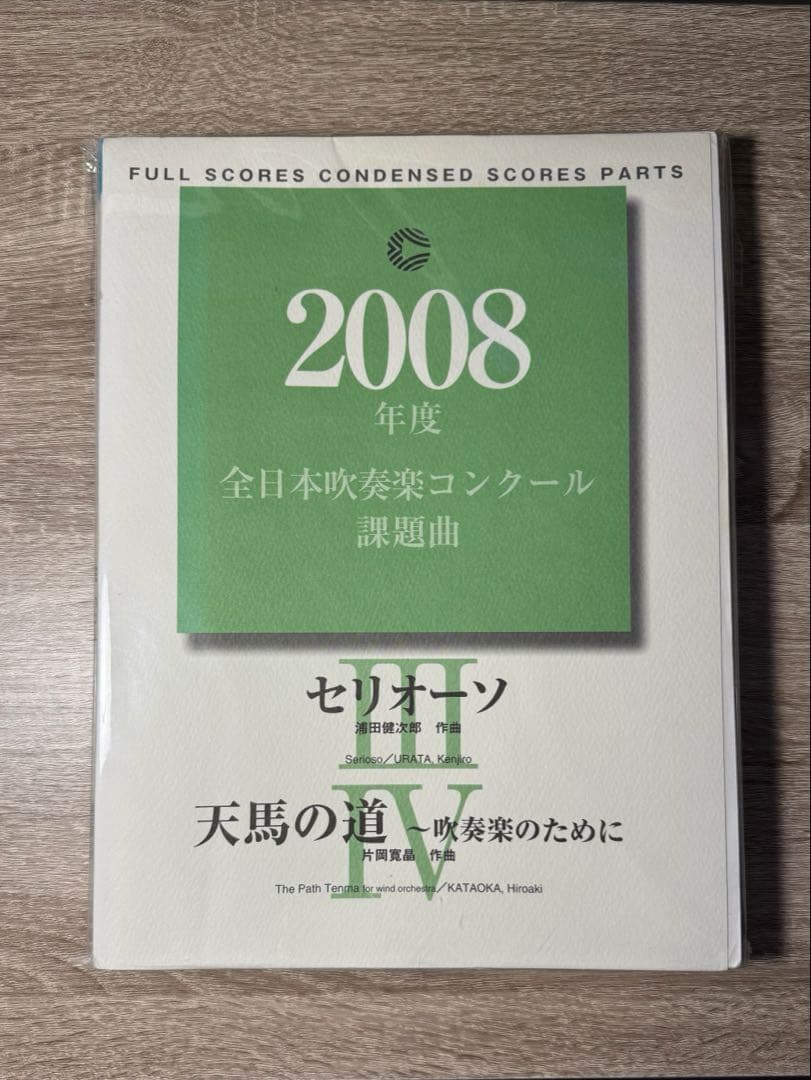 FULL SCORES CONDENSED SCORES PARTS
2008
年度
全日本吹奏楽コンクール
課題曲
III
セリオーソ
浦田健次郎 作曲
Serioso/URATA, Kenjiro
IV
天馬の道 ～吹奏楽のために
片岡寛晶 作曲
The Path Tenma for wind orchestra/KATAOKA, Hiroaki